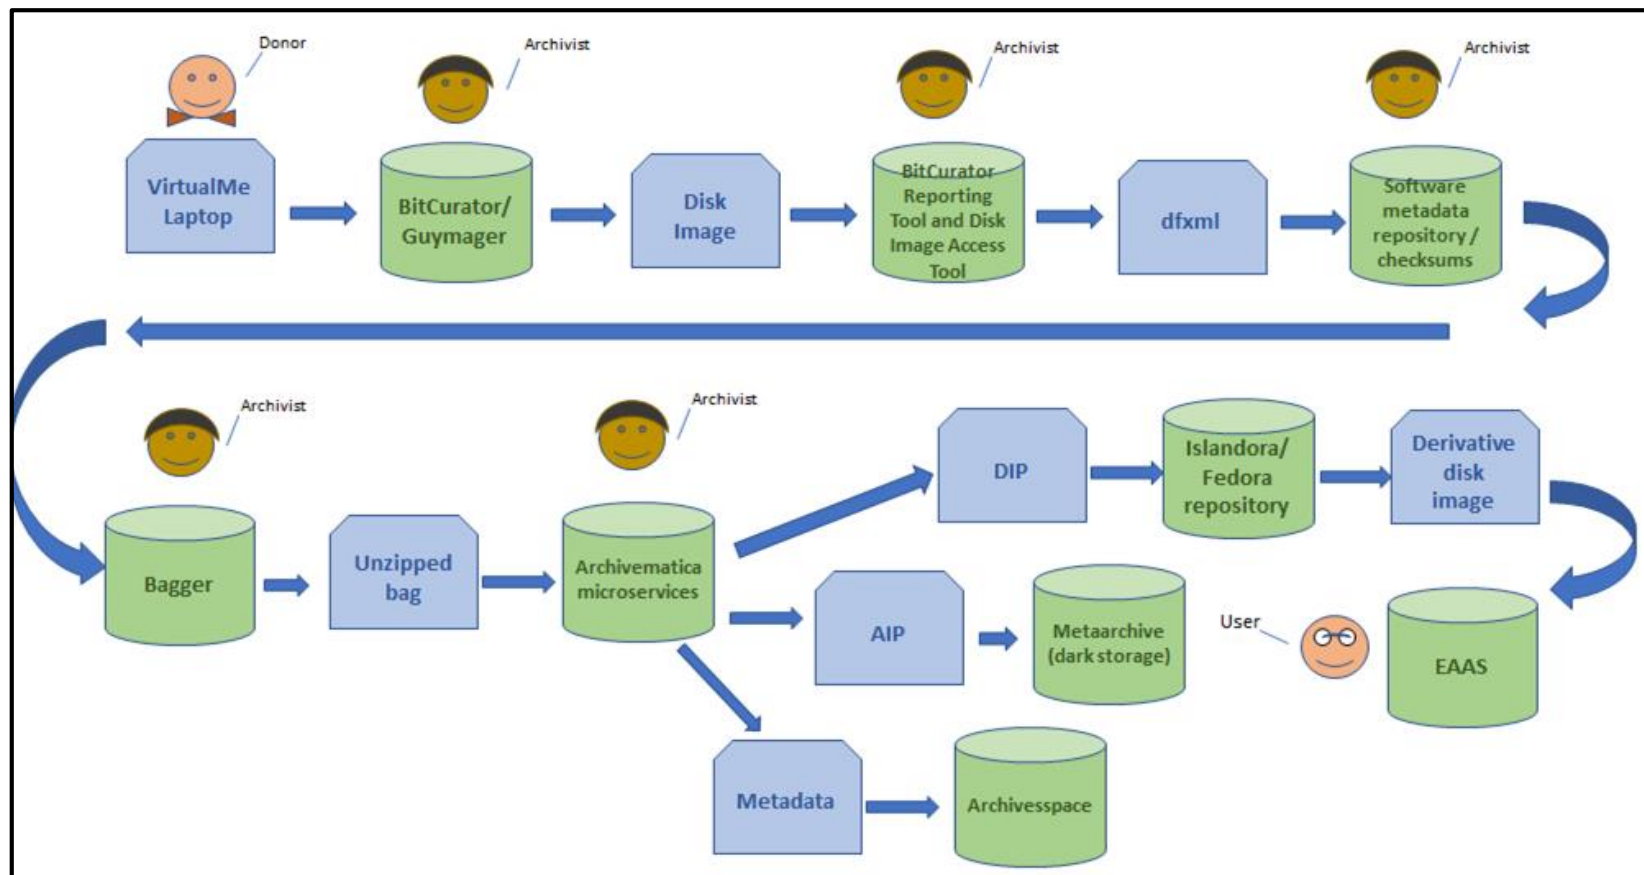 Donor
Archivist
Archivist
Archivist
VirtualMe
Laptop
BitCurator/
Guymager
Disk
Image
BitCurator
Reporting
Tool and Disk
Image Access
Tool
dfxml
Software
metadata
repository /
checksums
Archivist
Archivist
Bagger
Unzipped
bag
Archivematica
microservices
DIP
Islandora/
Fedora
repository
Derivative
disk
image
AIP
Metaarchive
(dark storage)
User
EAAS
Metadata
Archivesspace